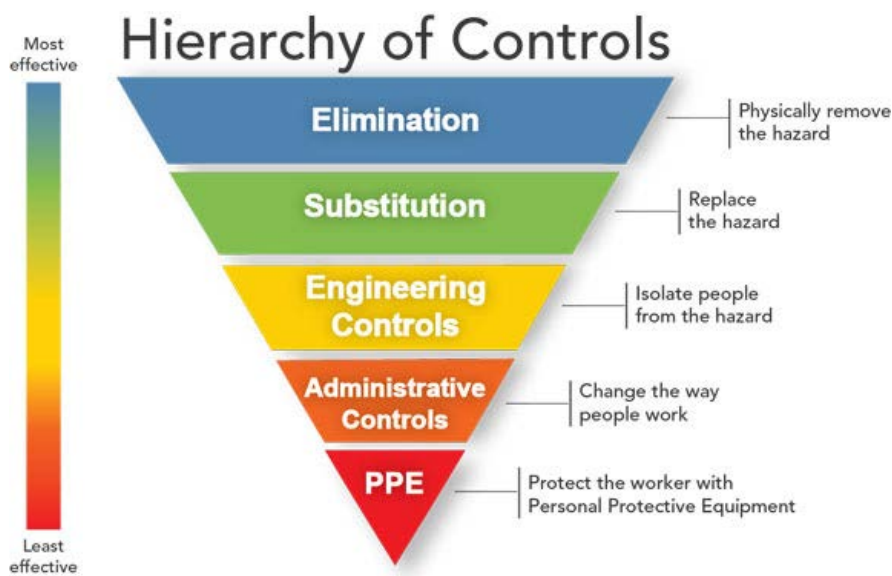 Hierarchy of Controls
Most
effective
Elimination
Physically remove
the hazard
Substitution
Replace
the hazard
Engineering
Controls
Isolate people
from the hazard
Administrative
Controls
Change the way
people work
PPE
Protect the worker with
Personal Protective Equipment
Least
effective